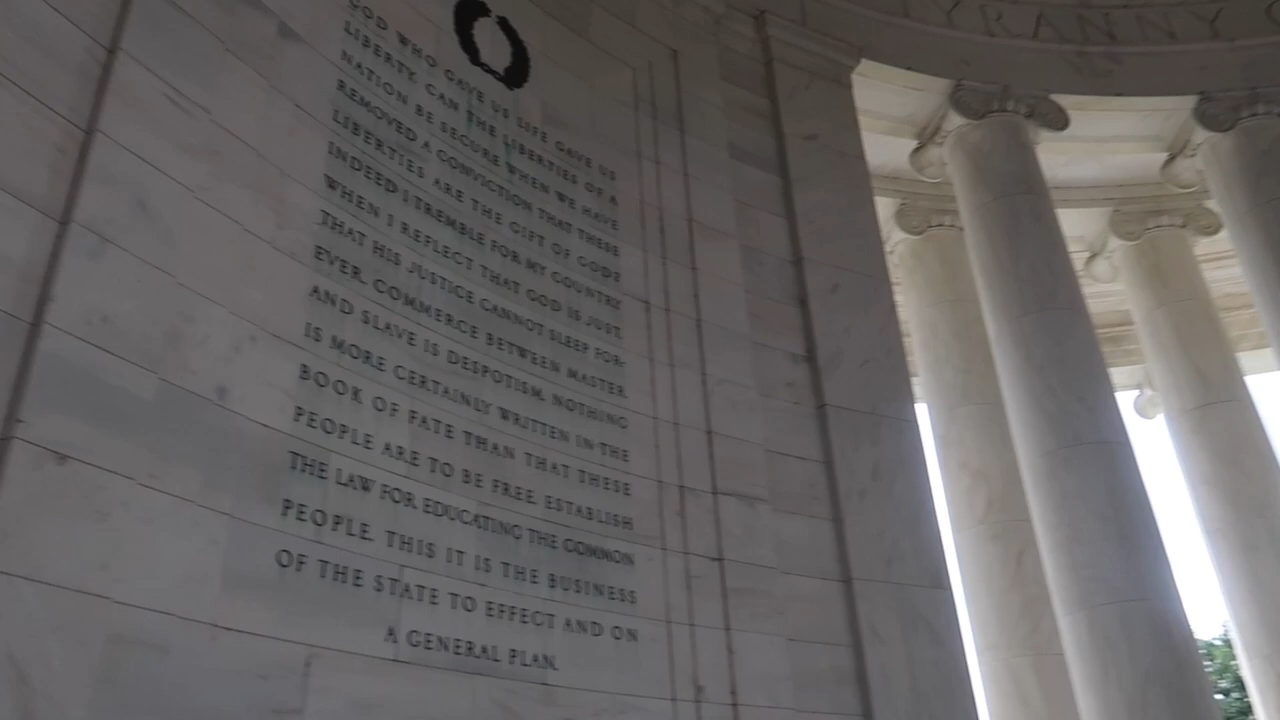 TYRANNY
GOD WHO GAVE US LIFE GAVE US
LIBERTY. CAN THE LIBERTIES OF A
NATION BE SECURE WHEN WE HAVE
REMOVED A CONVICTION THAT THESE
LIBERTIES ARE THE GIFT OF GOD?
INDEED I TREMBLE FOR MY COUNTRY
WHEN I REFLECT THAT GOD IS JUST,
THAT HIS JUSTICE CANNOT SLEEP FOR-
EVER. COMMERCE BETWEEN MASTER
AND SLAVE IS DESPOTISM. NOTHING
IS MORE CERTAINLY WRITTEN IN THE
BOOK OF FATE THAN THAT THESE
PEOPLE ARE TO BE FREE. ESTABLISH
THE LAW FOR EDUCATING THE COMMON
PEOPLE. THIS IT IS THE BUSINESS
OF THE STATE TO EFFECT AND ON
A GENERAL PLAN.